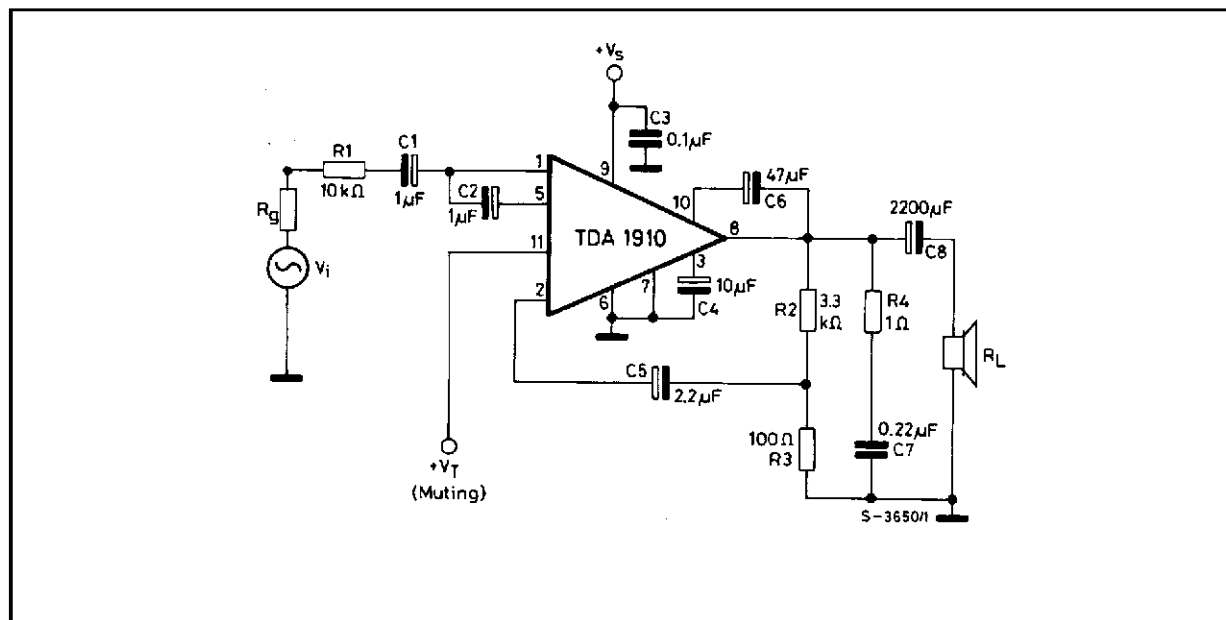 +VS
C3
0.1µF
R1
10kΩ
C1
1µF
C2
1µF
Rg
Vi
1
5
11
2
9
10
8
3
7
6
TDA 1910
47µF
C6
10µF
C4
2200µF
C8
R2
3.3
kΩ
R4
1Ω
RL
C5
2.2µF
100Ω
R3
0.22µF
C7
+VT
(Muting)
S-3650/1